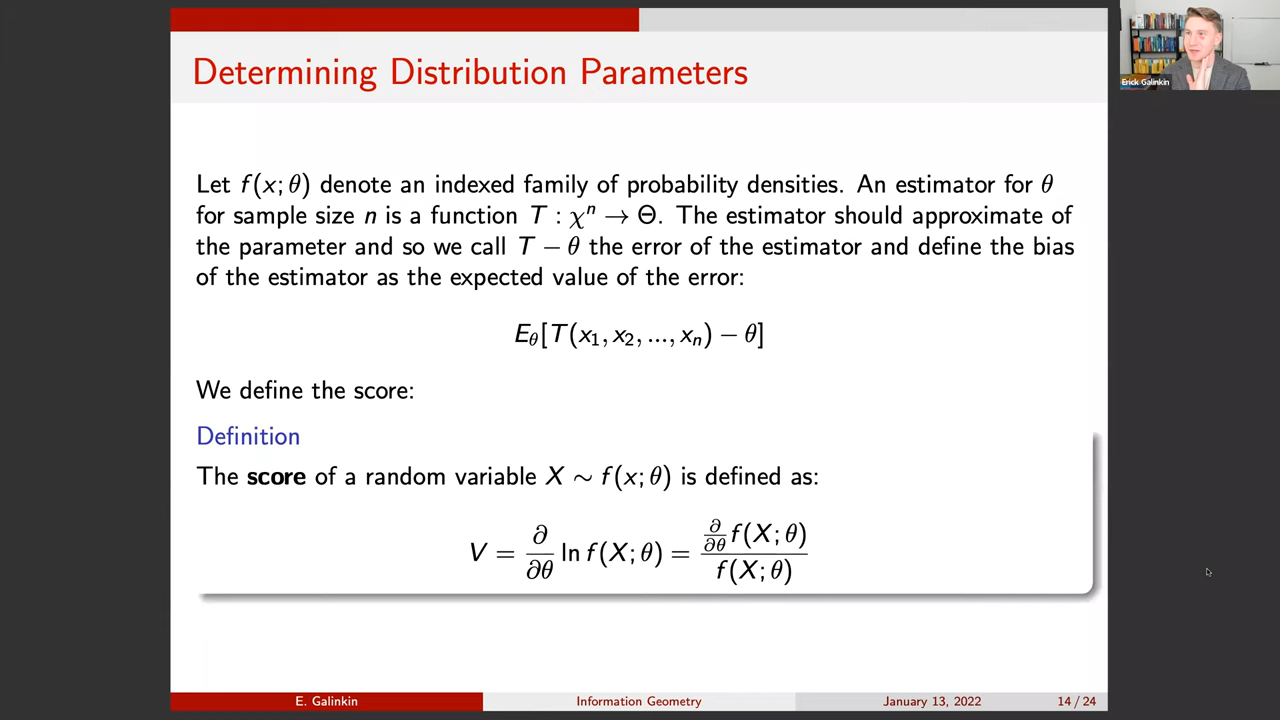 Determining Distribution Parameters
Erick Galinkin
Let f(x; θ) denote an indexed family of probability densities. An estimator for θ
for sample size n is a function T : χⁿ → Θ. The estimator should approximate of
the parameter and so we call T − θ the error of the estimator and define the bias
of the estimator as the expected value of the error:
E_θ[T(x₁, x₂, ..., xₙ) − θ]
We define the score:
Definition
The score of a random variable X ∼ f(x; θ) is defined as:
V = ∂/∂θ ln f(X; θ) = (∂/∂θ f(X; θ))/(f(X; θ))
E. Galinkin
Information Geometry
January 13, 2022
14 / 24